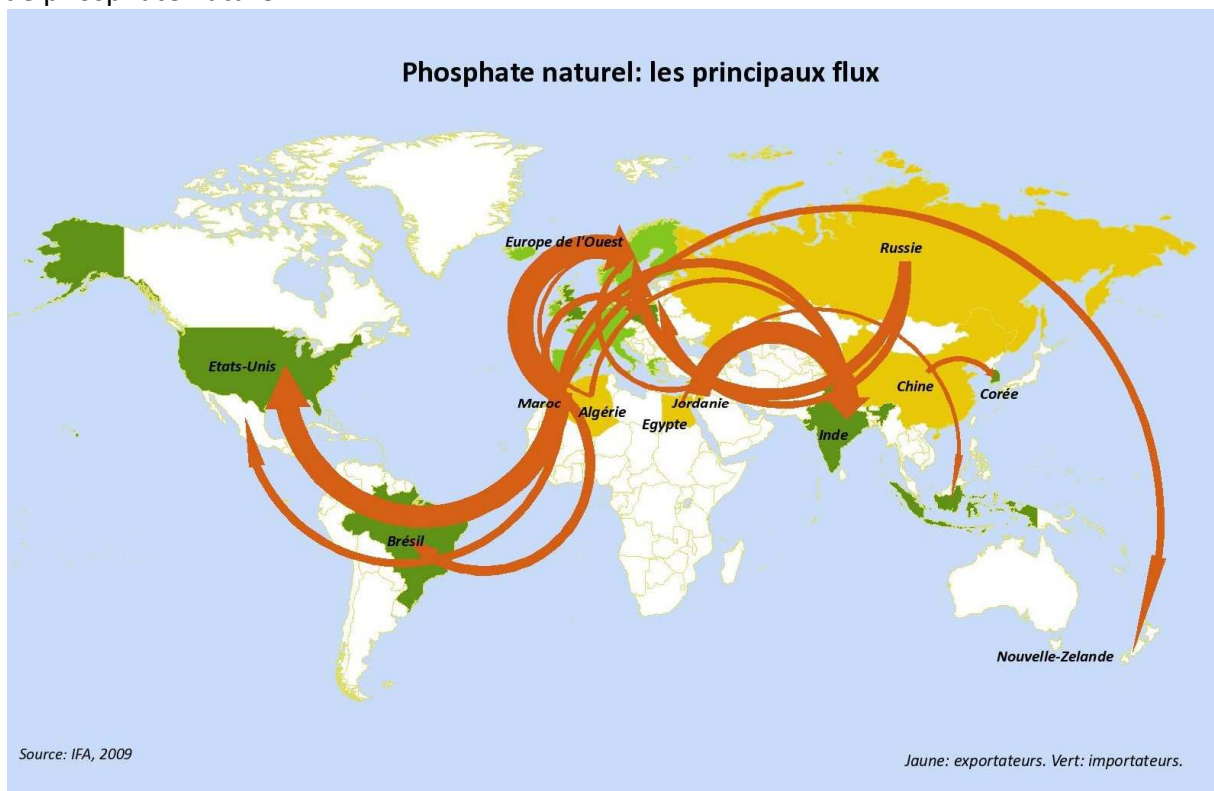 Phosphate naturel: les principaux flux
Europe de l'Ouest
Russie
Etats-Unis
Maroc
Algérie
Egypte
Jordanie
Chine
Corée
Inde
Brésil
Nouvelle-Zelande
Source: IFA, 2009
Jaune: exportateurs. Vert: importateurs.